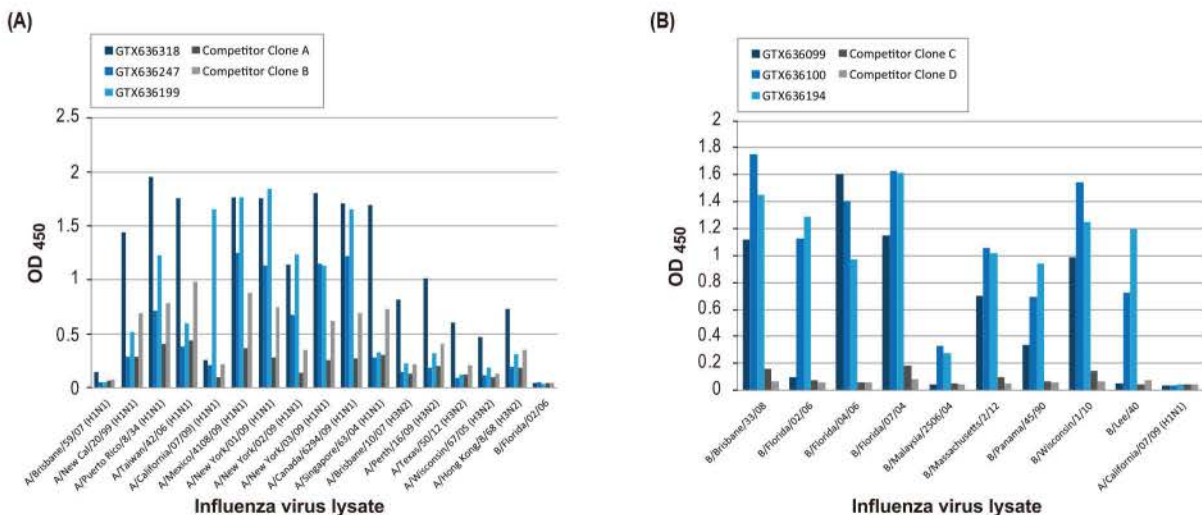 (A)
GTX636318 Competitor Clone A
GTX636247 Competitor Clone B
GTX636199
2.5
2
1.5
1
0.5
0
OD 450
A/Brisbane/59/07 (H1N1)
A/New Cal/20/99 (H1N1)
A/Puerto Rico/8/34 (H1N1)
A/Taiwan/42/06 (H1N1)
A/California/07/09) (H1N1)
A/Mexico/4108/09 (H1N1)
A/New York/01/09 (H1N1)
A/New York/02/09 (H1N1)
A/New York/03/09 (H1N1)
A/Canada/6294/09 (H1N1)
A/Singapore/63/04 (H1N1)
A/Brisbane/10/07 (H3N2)
A/Perth/16/09 (H3N2)
A/Texas/50/12 (H3N2)
A/Wisconsin/67/05 (H3N2)
A/Hong Kong/8/68 (H3N2)
B/Florida/02/06
Influenza virus lysate
(B)
GTX636099 Competitor Clone C
GTX636100 Competitor Clone D
GTX636194
2
1.8
1.6
1.4
1.2
1
0.8
0.6
0.4
0.2
0
OD 450
B/Brisbane/33/08
B/Florida/02/06
B/Florida/04/06
B/Florida/07/04
B/Malaysia/2506/04
B/Massachusetts/2/12
B/Panama/45/90
B/Wisconsin/1/10
B/Lee/40
A/California/07/09 (H1N1)
Influenza virus lysate